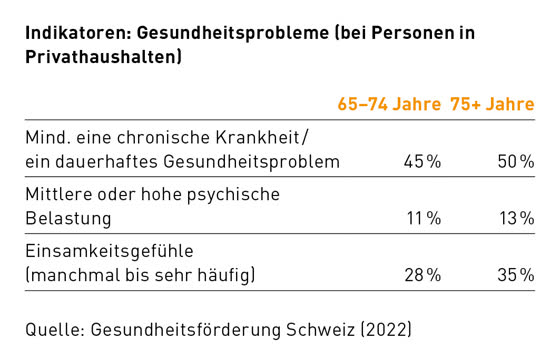 Indikatoren: Gesundheitsprobleme (bei Personen in
Privathaushalten)
65–74 Jahre 75+ Jahre
Mind. eine chronische Krankheit/
ein dauerhaftes Gesundheitsproblem 45 % 50 %
Mittlere oder hohe psychische
Belastung 11 % 13 %
Einsamkeitsgefühle
(manchmal bis sehr häufig) 28 % 35 %
Quelle: Gesundheitsförderung Schweiz (2022)